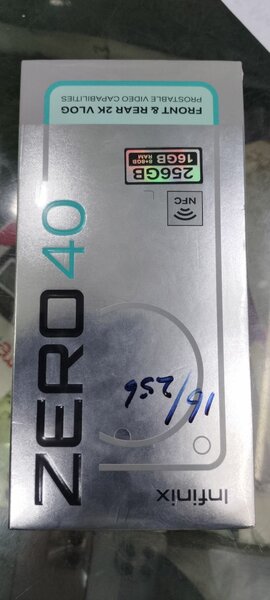 Infinix
16/256
ZERO 40
NFC
256GB
8+8GB
RAM
16GB
FRONT & REAR 2K VLOG
PROSTABLE VIDEO CAPABILITIES